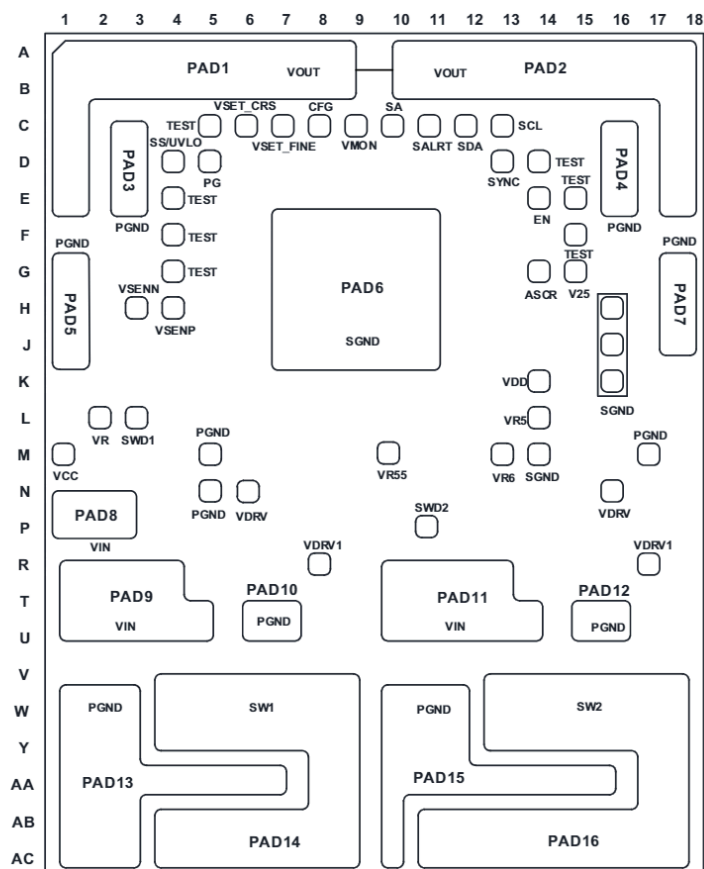 1 2 3 4 5 6 7 8 9 10 11 12 13 14 15 16 17 18
A
PAD1 VOUT VOUT PAD2
B
VSET_CRS CFG SA
C TEST SCL
SS/UVLO VSET_FINE VMON SALRT SDA
D PAD3 PG SYNC TEST PAD4
TEST
E TEST EN
PGND PGND
F TEST
PGND TEST PGND
G TEST
VSENN ASCR V25
H PAD5 VSENP PAD6 PAD7
J SGND
K VDD
SGND
L VR5
VR SWD1 PGND PGND
M
VCC VR55 VR6 SGND
N
PAD8 PGND VDRV SWD2 VDRV
P
VIN VDRV1 VDRV1
R
PAD10 PAD12
T PAD9 PAD11
VIN PGND VIN PGND
U
V
W PGND SW1 PGND SW2
Y
AA PAD13 PAD15
AB
PAD14 PAD16
AC